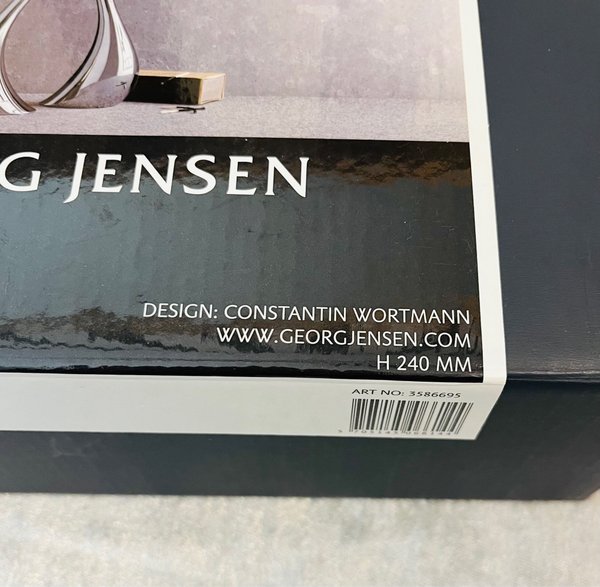 G JENSEN
DESIGN: CONSTANTIN WORTMANN
WWW.GEORGJENSEN.COM
H 240 MM
ART NO: 3586695